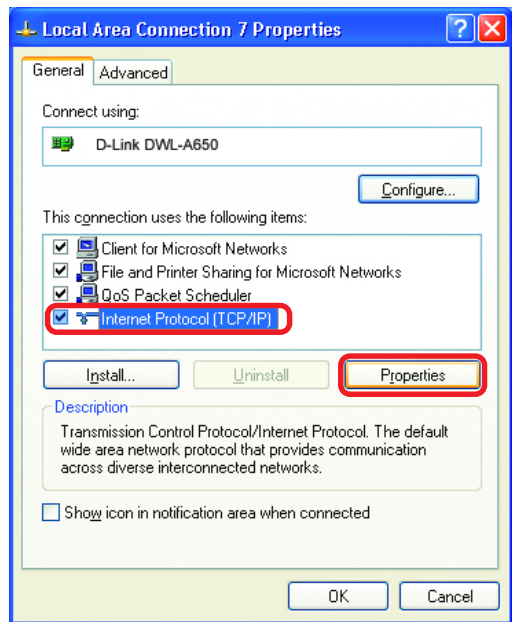 Local Area Connection 7 Properties
General
Advanced
Connect using:
D-Link DWL-A650
Configure...
This connection uses the following items:
Client for Microsoft Networks
File and Printer Sharing for Microsoft Networks
QoS Packet Scheduler
Internet Protocol (TCP/IP)
Install...
Uninstall
Properties
Description
Transmission Control Protocol/Internet Protocol. The default
wide area network protocol that provides communication
across diverse interconnected networks.
Show icon in notification area when connected
OK
Cancel